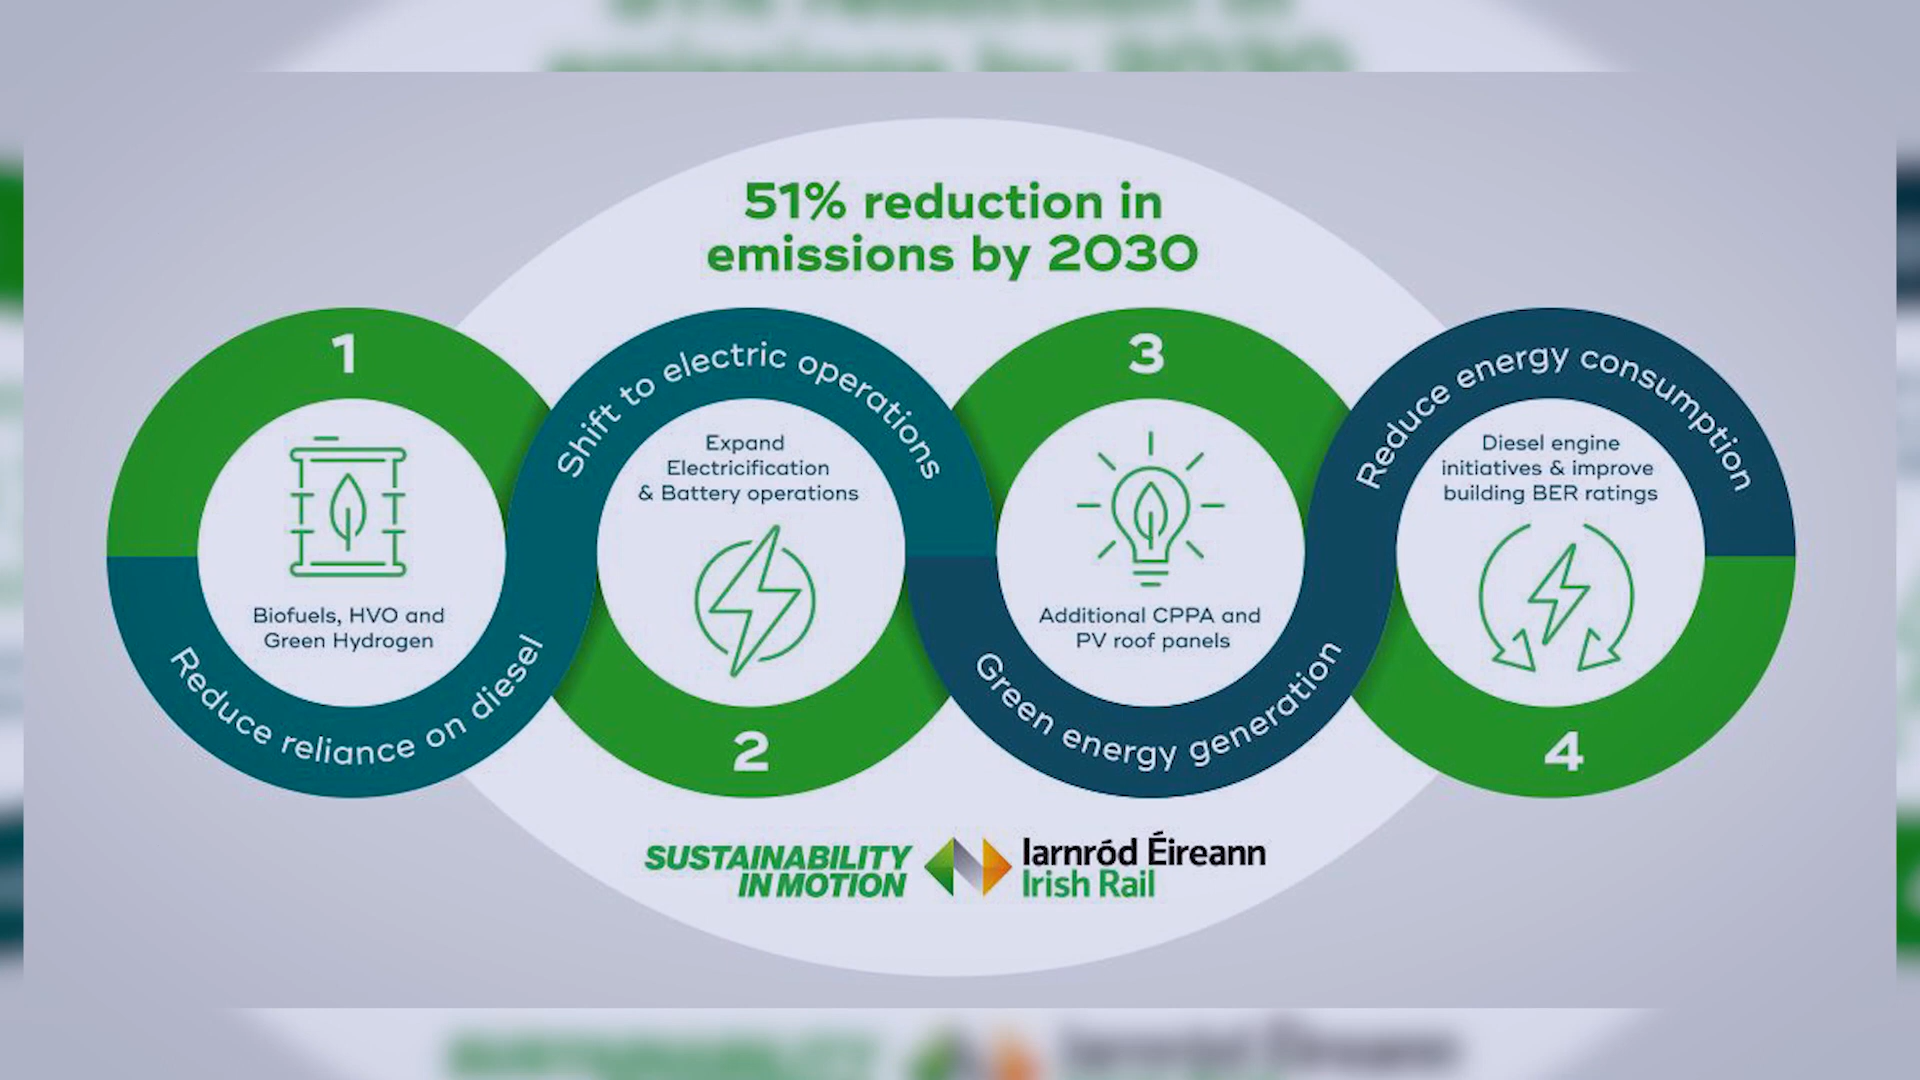 51% reduction in
emissions by 2030
1
Biofuels, HVO and
Green Hydrogen
Reduce reliance on diesel
Shift to electric operations
Expand
Electricification
& Battery operations
2
3
Additional CPPA and
PV roof panels
Green energy generation
Reduce energy consumption
Diesel engine
initiatives & improve
building BER ratings
4
SUSTAINABILITY
IN MOTION
Iarnród Éireann
Irish Rail